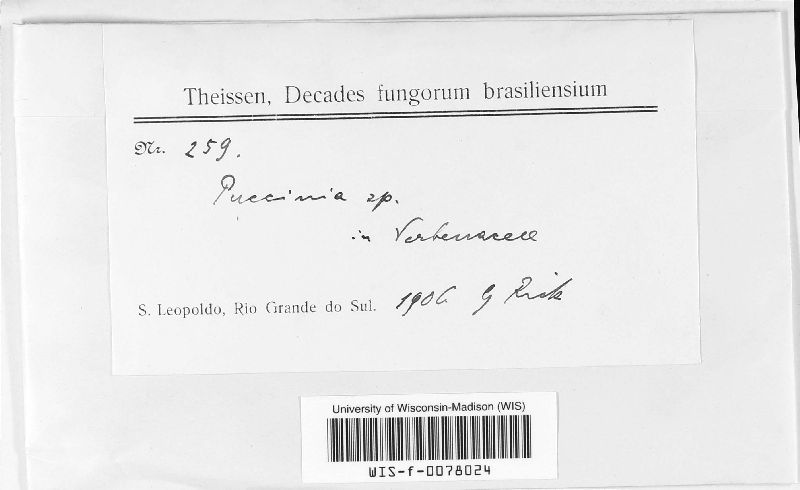 Theissen, Decades fungorum brasiliensium
Nr. 259.
Puccinia sp.
in Verbenacee
S. Leopoldo, Rio Grande do Sul. 1906 G Rick
University of Wisconsin-Madison (WIS)
WIS-f-0078024